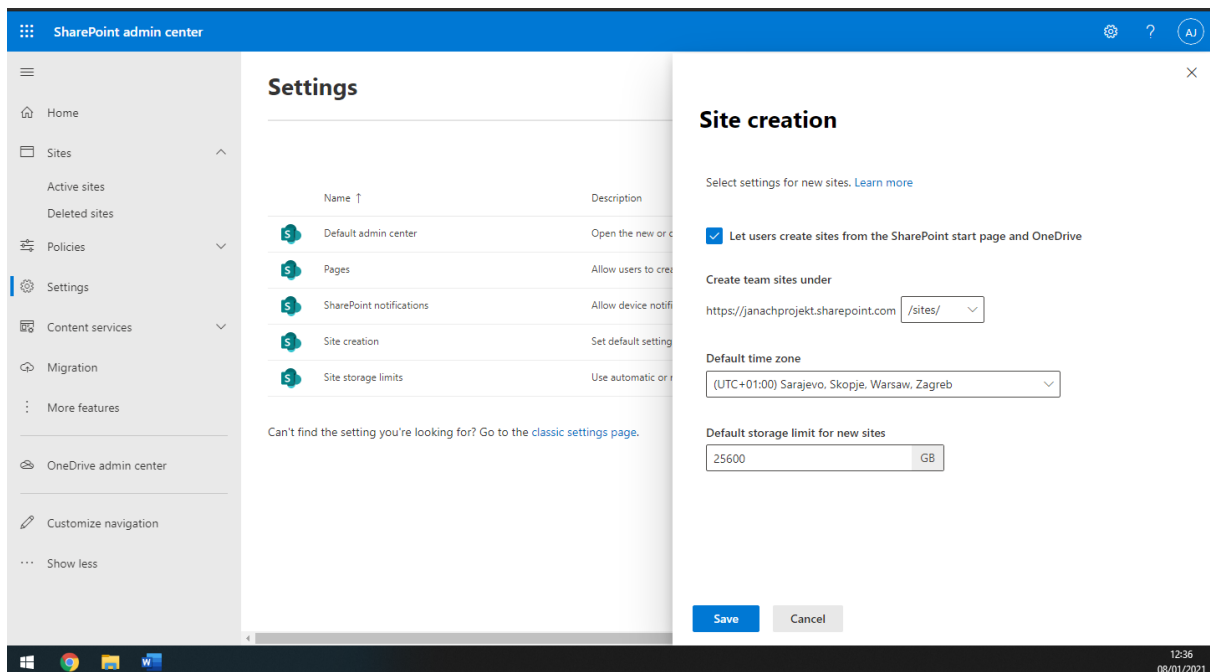 SharePoint admin center
?
AJ
Home
Sites
Active sites
Deleted sites
Policies
Settings
Content services
Migration
More features
OneDrive admin center
Customize navigation
Show less
Settings
Name ↑ Description
Default admin center Open the new or c
Pages Allow users to crea
SharePoint notifications Allow device notifi
Site creation Set default setting
Site storage limits Use automatic or
Can't find the setting you're looking for? Go to the classic settings page.
Site creation
Select settings for new sites. Learn more
Let users create sites from the SharePoint start page and OneDrive
Create team sites under
https://janachprojekt.sharepoint.com /sites/
Default time zone
(UTC+01:00) Sarajevo, Skopje, Warsaw, Zagreb
Default storage limit for new sites
25600 GB
Save Cancel
12:36
08/01/2021